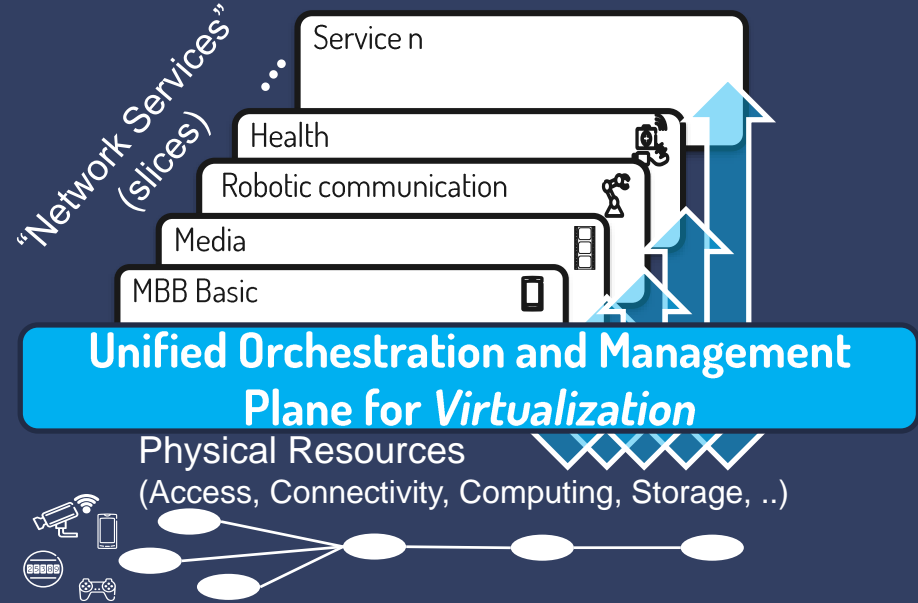 “Network Services”
(slices)
...
Service n
Health
Robotic communication
Media
MBB Basic
Unified Orchestration and Management
Plane for Virtualization
Physical Resources
(Access, Connectivity, Computing, Storage, ..)